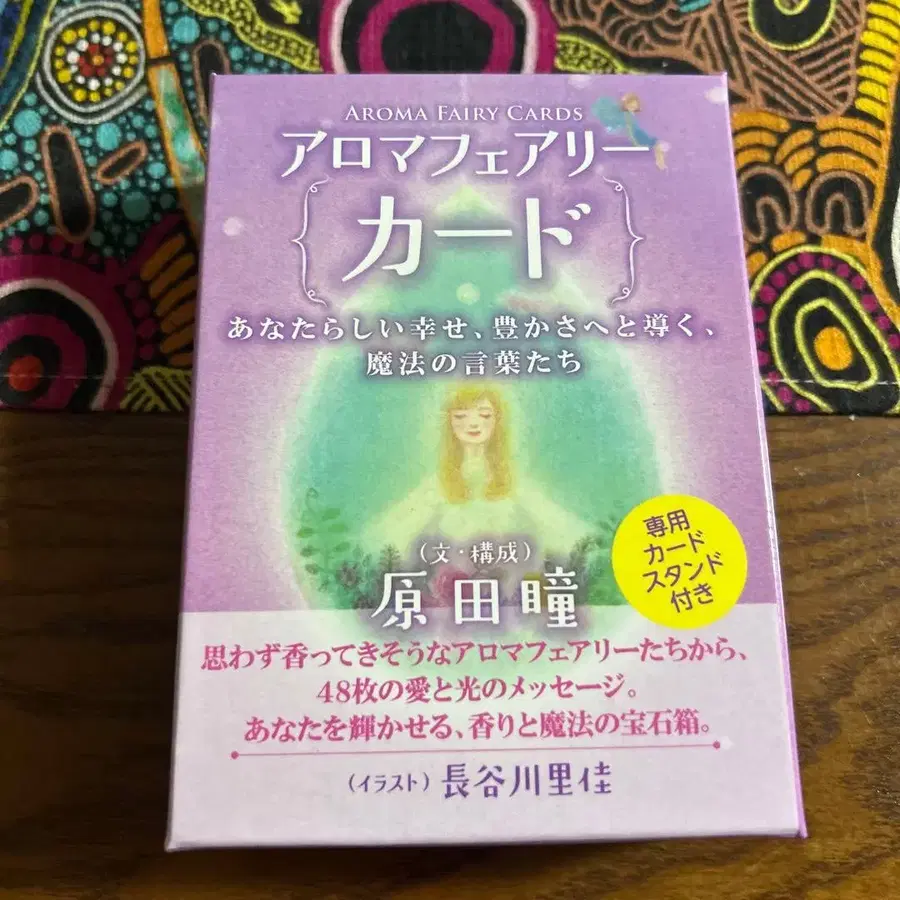 AROMA FAIRY CARDS
アロマフェアリー
カード
あなたらしい幸せ、豊かさへと導く、
魔法の言葉たち
(文・構成)
原田瞳
専用
カード
スタンド
付き
思わず香ってきそうなアロマフェアリーたちから、
48枚の愛と光のメッセージ。
あなたを輝かせる、香りと魔法の宝石箱。
(イラスト) 長谷川里佳